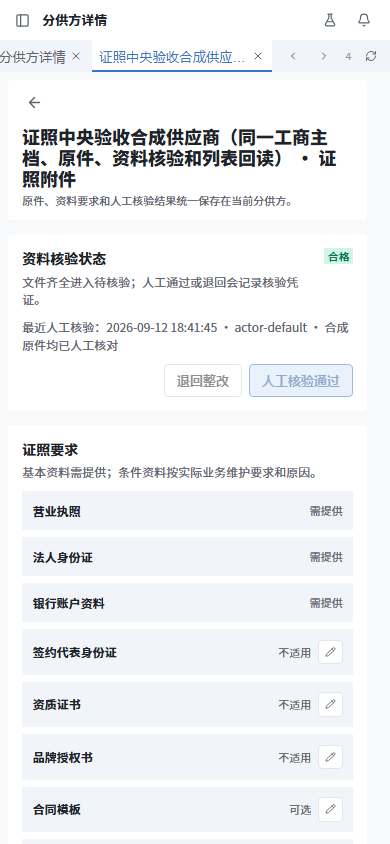 分供方详情
分供方详情
证照中央验收合成供应…
4
证照中央验收合成供应商（同一工商主
档、原件、资料核验和列表回读） · 证
照附件
原件、资料要求和人工核验结果统一保存在当前分供方。
资料核验状态
合格
文件齐全进入待核验；人工通过或退回会记录核验凭
证。
最近人工核验：2026-09-12 18:41:45 · actor-default · 合成
原件均已人工核对
退回整改
人工核验通过
证照要求
基本资料需提供；条件资料按实际业务维护要求和原因。
营业执照
需提供
法人身份证
需提供
银行账户资料
需提供
签约代表身份证
不适用
资质证书
不适用
品牌授权书
不适用
合同模板
可选